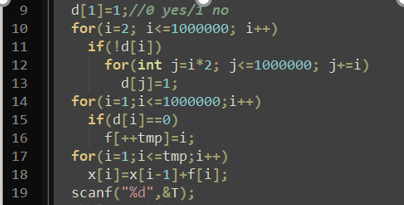 9 d[1]=1;//0 yes/1 no
10 for(i=2; i<=1000000; i++)
11 if(!d[i])
12 for(int j=i*2; j<=1000000; j+=i)
13 d[j]=1;
14 for(i=1;i<=1000000;i++)
15 if(d[i]==0)
16 f[++tmp]=i;
17 for(i=1;i<=tmp;i++)
18 x[i]=x[i-1]+f[i];
19 scanf("%d",&T);